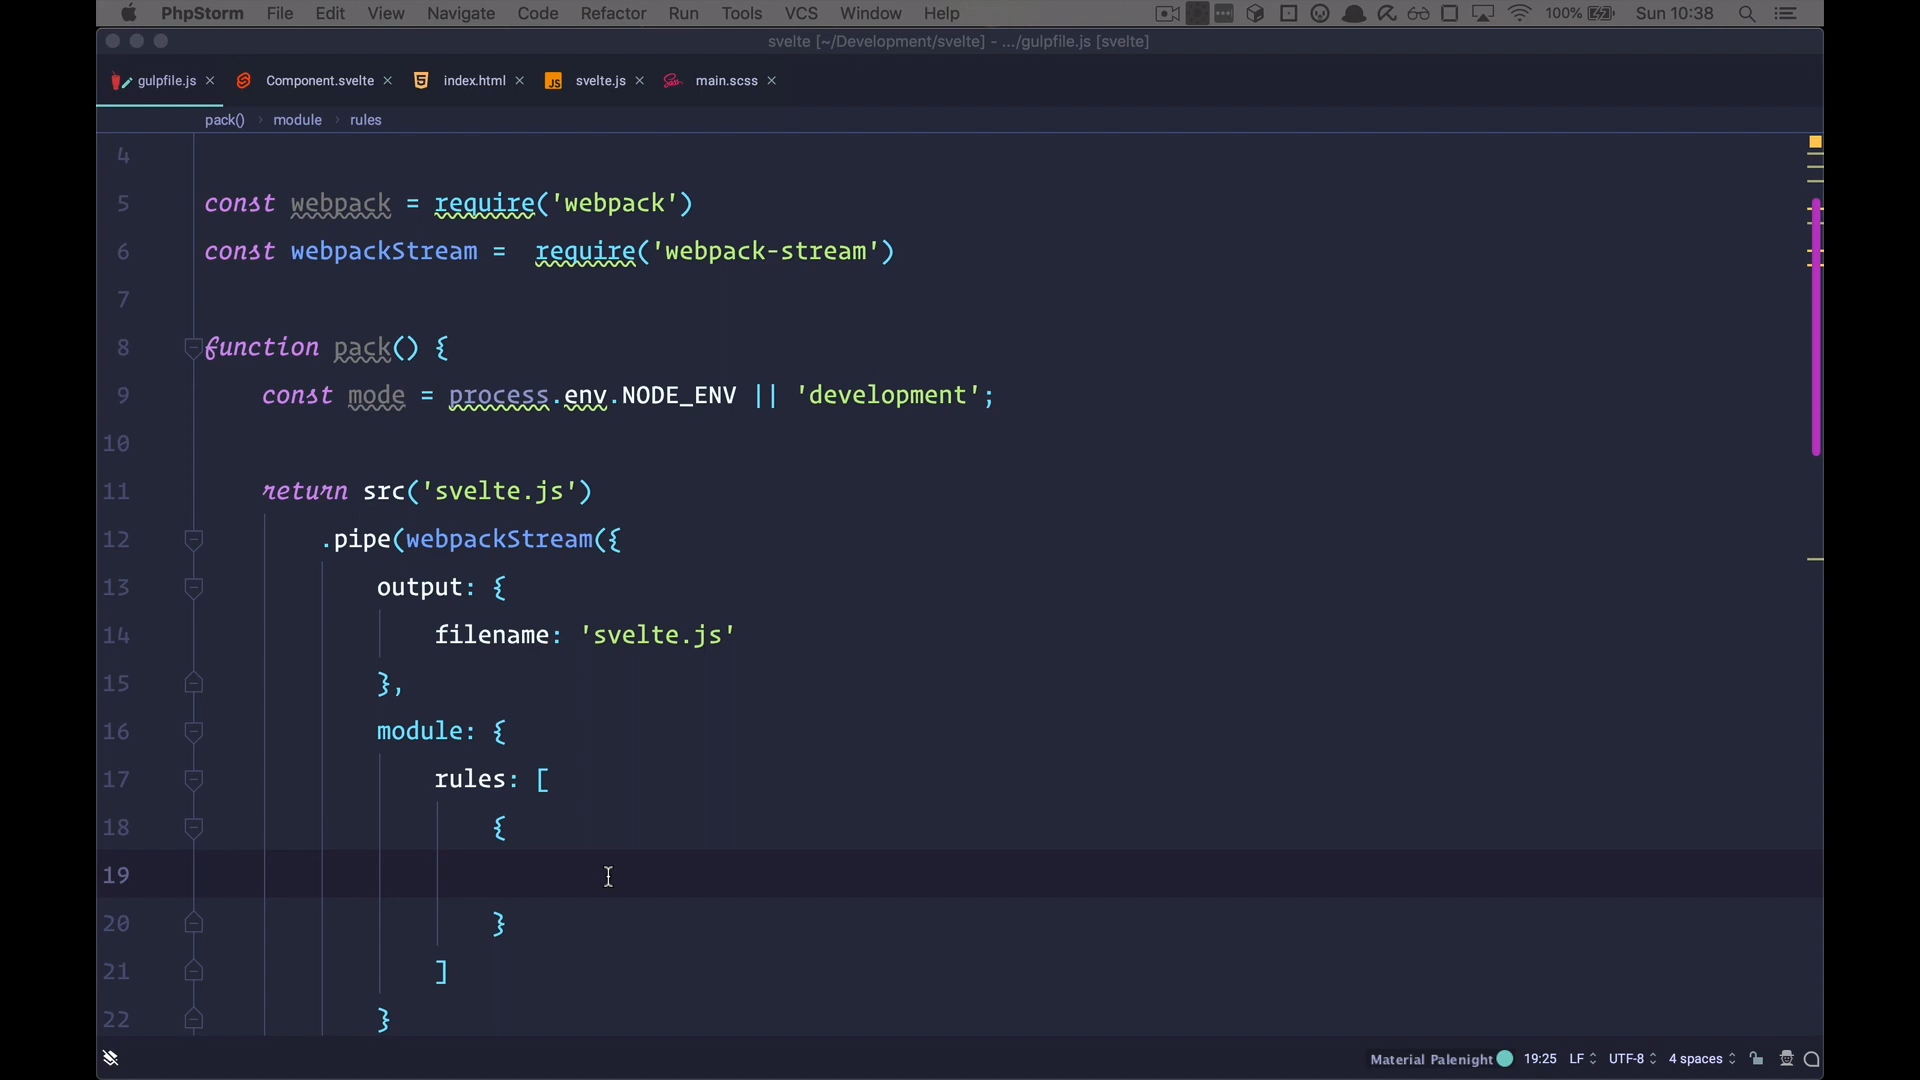 PhpStorm File Edit View Navigate Code Refactor Run Tools VCS Window Help 100% Sun 10:38
svelte [~/Development/svelte] - .../gulpfile.js [svelte]
gulpfile.js Component.svelte index.html JS svelte.js main.scss
pack() module rules
4
5 const webpack = require('webpack')
6 const webpackStream =  require('webpack-stream')
7
8 function pack() {
9 const mode = process.env.NODE_ENV || 'development';
10
11 return src('svelte.js')
12 .pipe(webpackStream({
13 output: {
14 filename: 'svelte.js'
15 },
16 module: {
17 rules: [
18 {
19
20 }
21 ]
22 }
Material Palenight 19:25 LF UTF-8 4 spaces